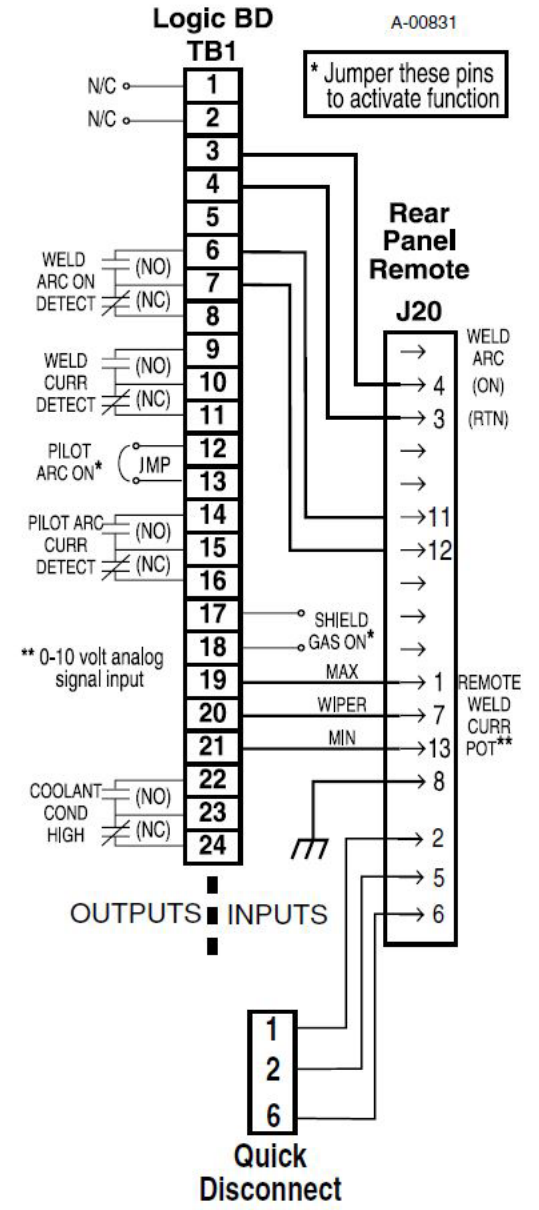 Logic BD
A-00831
TB1
* Jumper these pins
to activate function
N/C
1
N/C
2
3
4
5
6
7
8
WELD
ARC ON
DETECT
(NO)
(NC)
9
10
11
WELD
CURR
DETECT
(NO)
(NC)
12
13
PILOT
ARC ON*
JMP
14
15
16
PILOT ARC
CURR
DETECT
(NO)
(NC)
17
18
SHIELD
GAS ON*
** 0-10 volt analog
signal input
19
20
21
MAX
WIPER
MIN
22
23
24
COOLANT
COND
HIGH
(NO)
(NC)
OUTPUTS
INPUTS
Rear
Panel
Remote
J20
WELD
ARC
4
(ON)
3
(RTN)
11
12
1
7
13
REMOTE
WELD
CURR
POT**
8
2
5
6
1
2
6
Quick
Disconnect